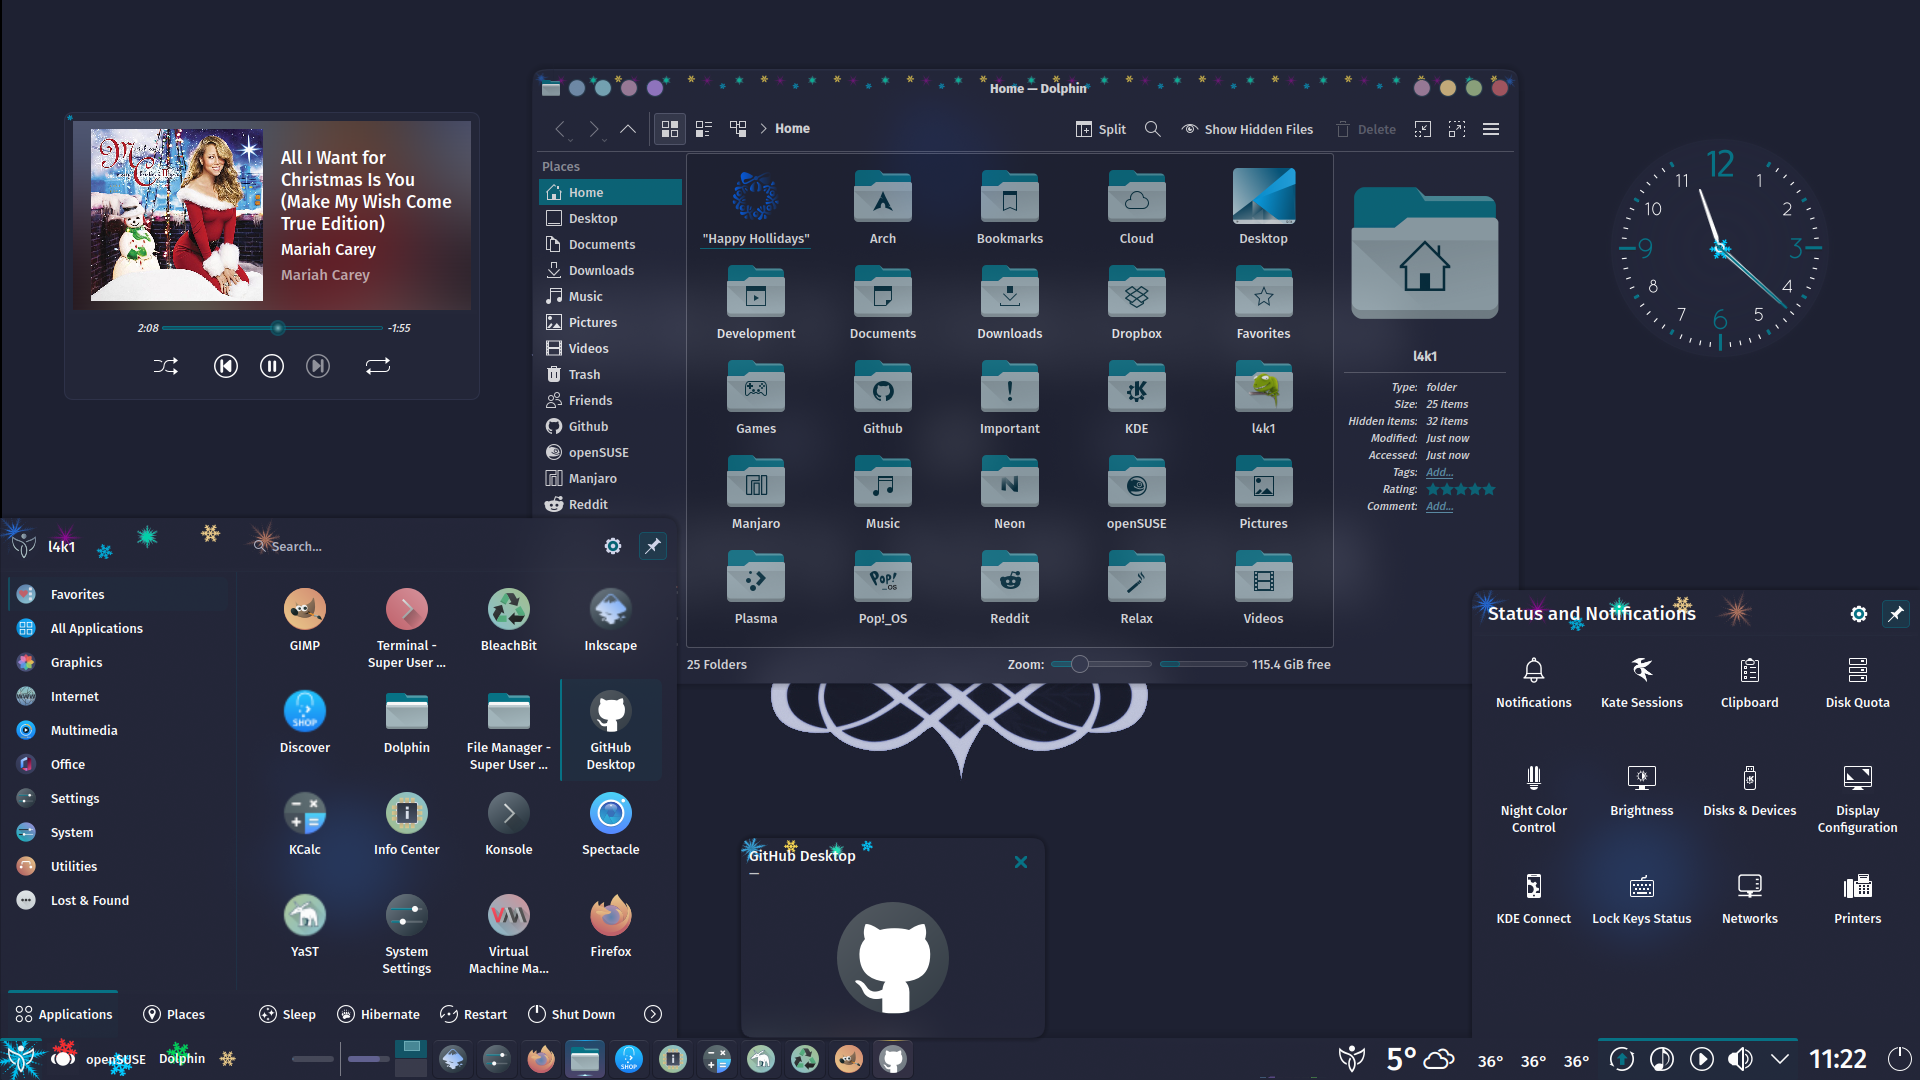 All I Want for
Christmas Is You
(Make My Wish Come
True Edition)
Mariah Carey
Mariah Carey
2:08
-1:55
Home — Dolphin
Home
Split
Show Hidden Files
Delete
Places
Home
Desktop
Documents
Downloads
Music
Pictures
Videos
Trash
Friends
Github
openSUSE
Manjaro
Reddit
"Happy Hollidays"
Arch
Bookmarks
Cloud
Desktop
Development
Documents
Downloads
Dropbox
Favorites
Games
Github
Important
KDE
l4k1
Manjaro
Music
Neon
openSUSE
Pictures
Pop!_OS
Plasma
Pop!_OS
Reddit
Relax
Videos
25 Folders
Zoom:
115.4 GiB free
l4k1
Type: folder
Size: 25 items
Hidden items: 32 items
Modified: Just now
Accessed: Just now
Tags: Add...
Rating:
Comment: Add...
12
1
2
3
4
5
6
7
8
9
10
11
l4k1
Search...
Favorites
All Applications
Graphics
Internet
Multimedia
Office
Settings
System
Utilities
Lost & Found
GIMP
Terminal -
Super User ...
BleachBit
Inkscape
SHOP
Discover
Dolphin
File Manager -
Super User ...
GitHub
Desktop
KCalc
Info Center
Konsole
Spectacle
YaST
System
Settings
Virtual
Machine Ma...
Firefox
Applications
Places
Sleep
Hibernate
Restart
Shut Down
GitHub Desktop
—
Status and Notifications
Notifications
Kate Sessions
Clipboard
Disk Quota
Night Color
Control
Brightness
Disks & Devices
Display
Configuration
KDE Connect
Lock Keys Status
Networks
Printers
openSUSE
Dolphin
SHOP
5°
36°
36°
36°
11:22